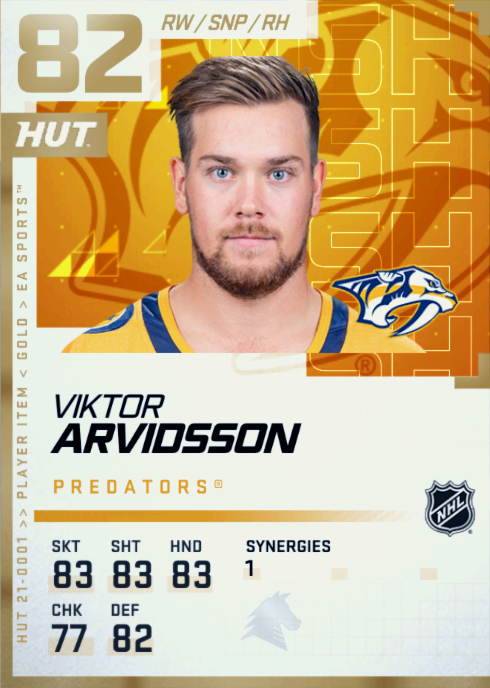 82
RW / SNP / RH
HUT™
HUT 21-0001 >> PLAYER ITEM < GOLD > EA SPORTS™
VIKTOR
ARVIDSSON
PREDATORS®
NHL
SKT SHT HND
83 83 83
CHK DEF
77 82
SYNERGIES
1